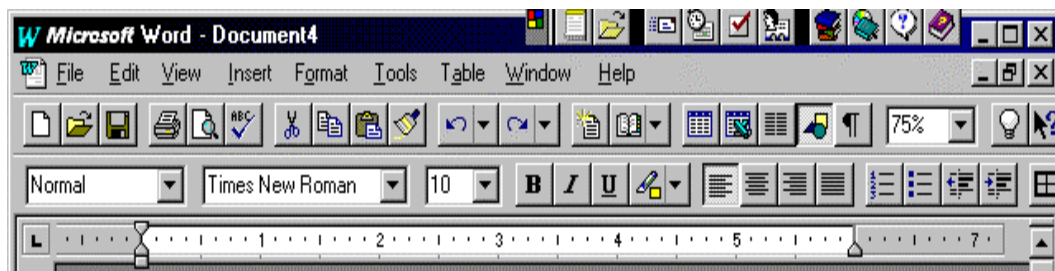 W Microsoft Word - Document4
File Edit View Insert Format Tools Table Window Help
ABC 75%
Normal Times New Roman 10 B I U
L 1 2 3 4 5 7